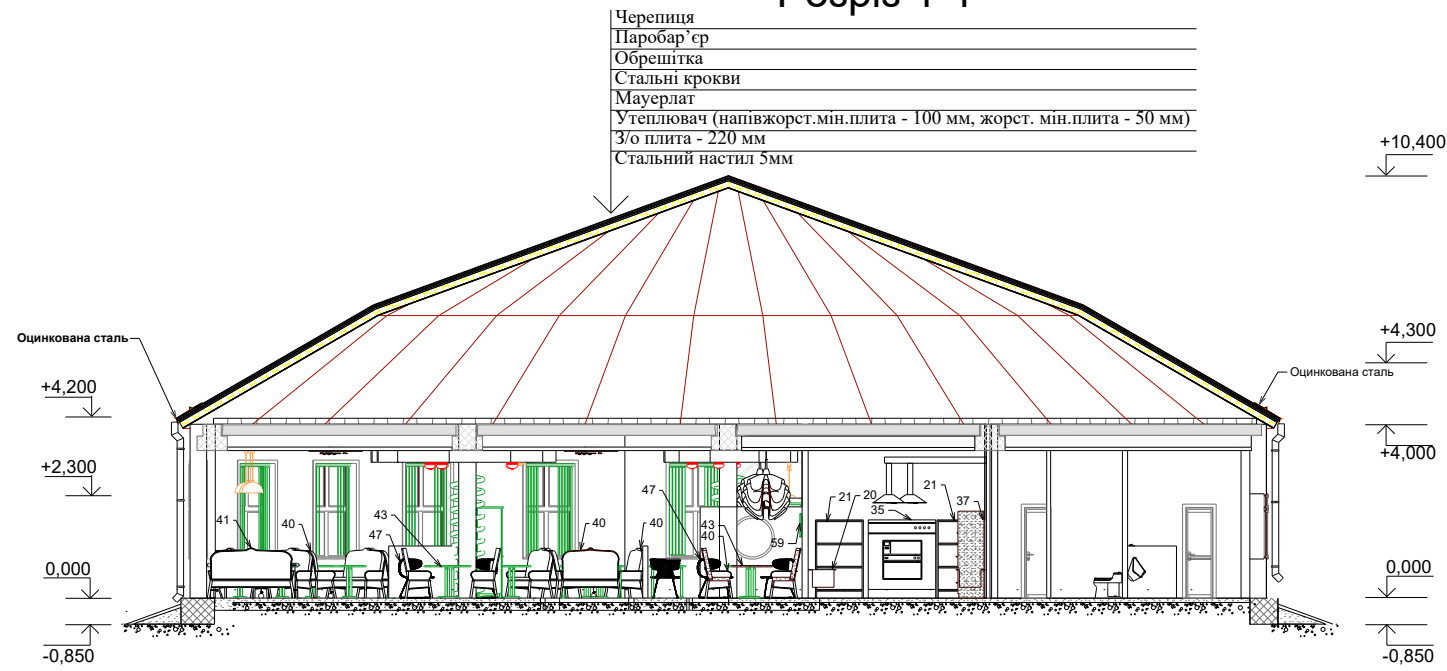 Розріз 1-1
Черепиця
Паробар’єр
Обрешітка
Стальні крокви
Мауерлат
Утеплювач (напівжорст.мін.плита - 100 мм, жорст. мін.плита - 50 мм)
З/о плита - 220 мм
Стальний настил 5мм
+10,400
+4,300
Оцинкована сталь
Оцинкована сталь
+4,200
+4,000
+2,300
47
21
20
21
37
41
40
43
47
40
40
43
40
35
59
0,000
0,000
-0,850
-0,850